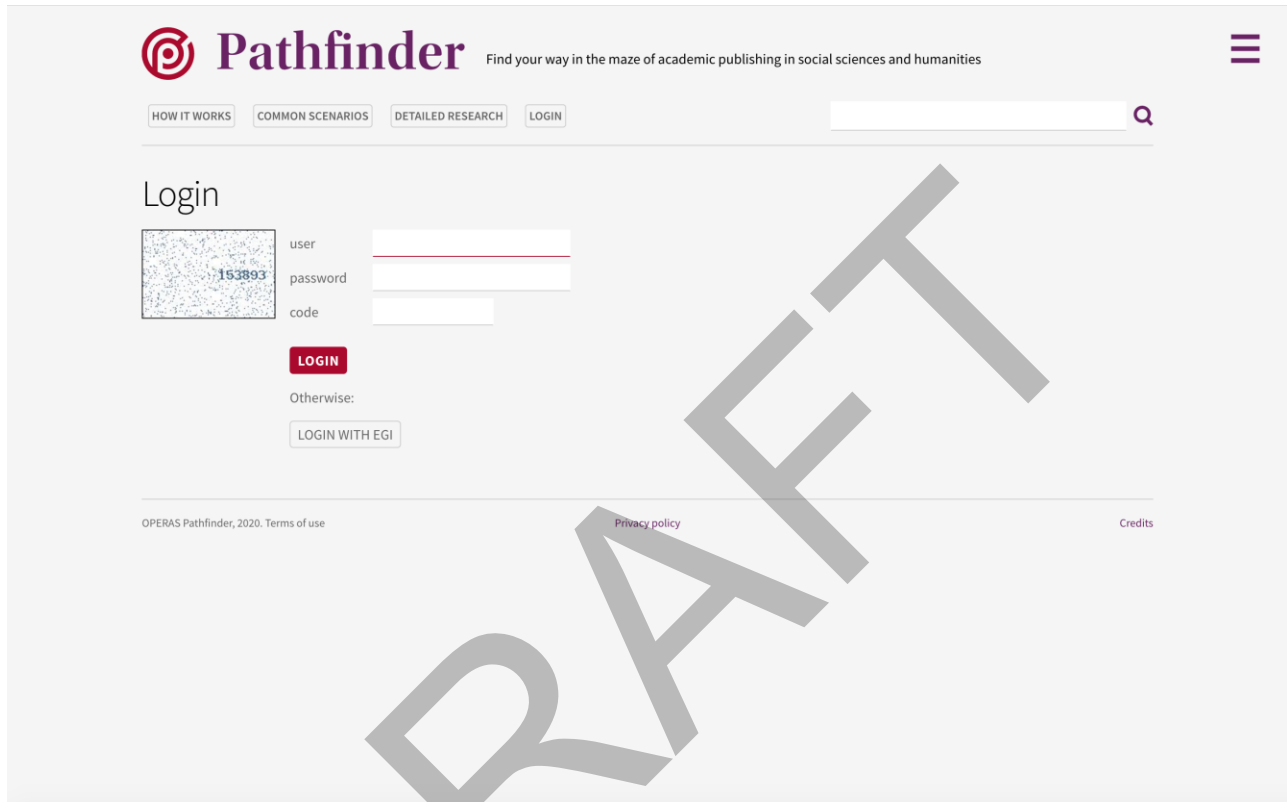 Pathfinder
Find your way in the maze of academic publishing in social sciences and humanities
HOW IT WORKS COMMON SCENARIOS DETAILED RESEARCH LOGIN
Login
153893
user
password
code
LOGIN
Otherwise:
LOGIN WITH EGI
OPERAS Pathfinder, 2020. Terms of use Privacy policy Credits
RAFT